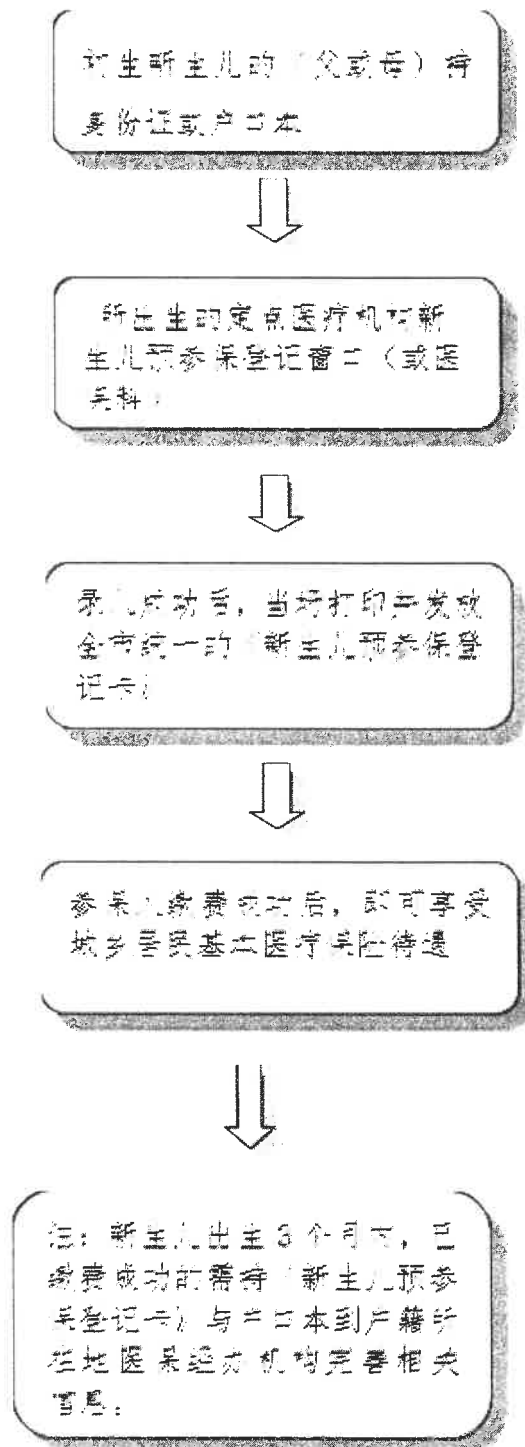 新生儿的（父或母）持
身份证或户口本
所出生的定点医疗机构新
生儿预参保登记窗口（或医
保科）
录入成功后，当场打印并发放
全市统一的《新生儿预参保登
记卡》
参保人缴费成功后，即可享受
城乡居民基本医疗保险待遇
注：新生儿出生3个月内，已
缴费成功的需持《新生儿预参
保登记卡》与户口本到户籍所
在地医保经办机构完善相关
信息。